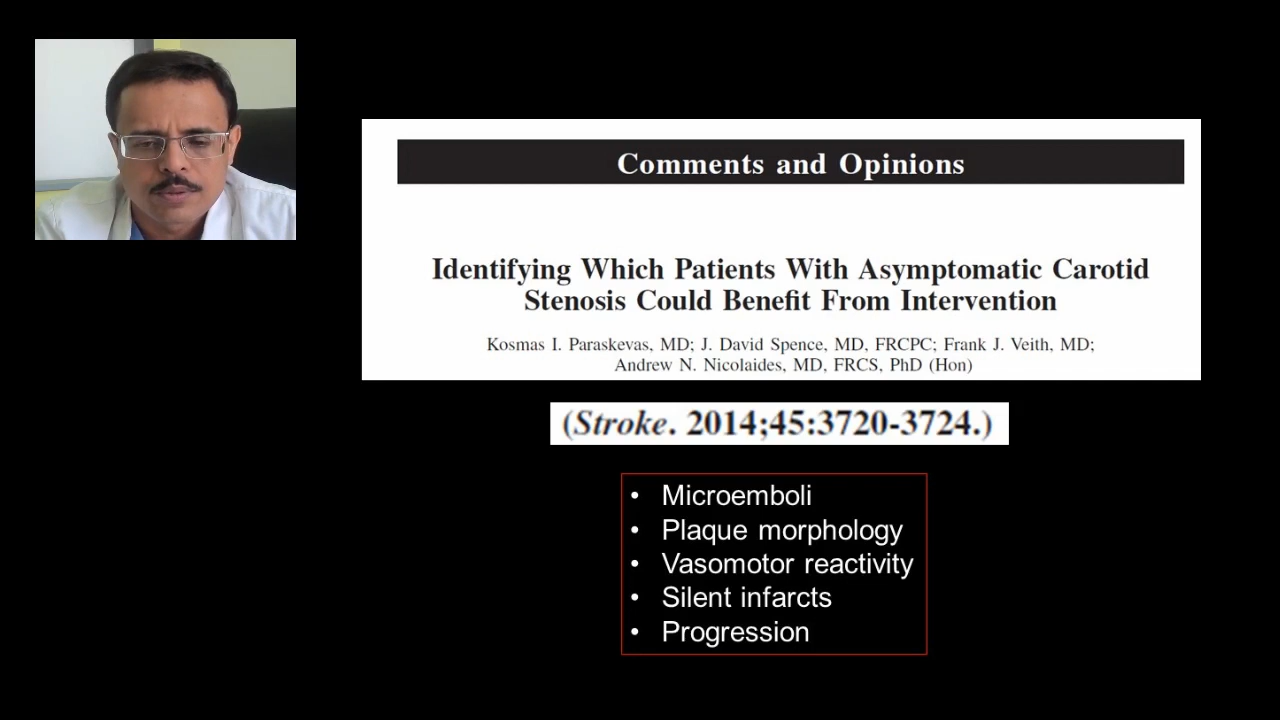 Comments and Opinions
Identifying Which Patients With Asymptomatic Carotid
Stenosis Could Benefit From Intervention
Kosmas I. Paraskevas, MD; J. David Spence, MD, FRCPC; Frank J. Veith, MD;
Andrew N. Nicolaides, MD, FRCS, PhD (Hon)
(Stroke. 2014;45:3720-3724.)
• Microemboli
• Plaque morphology
• Vasomotor reactivity
• Silent infarcts
• Progression